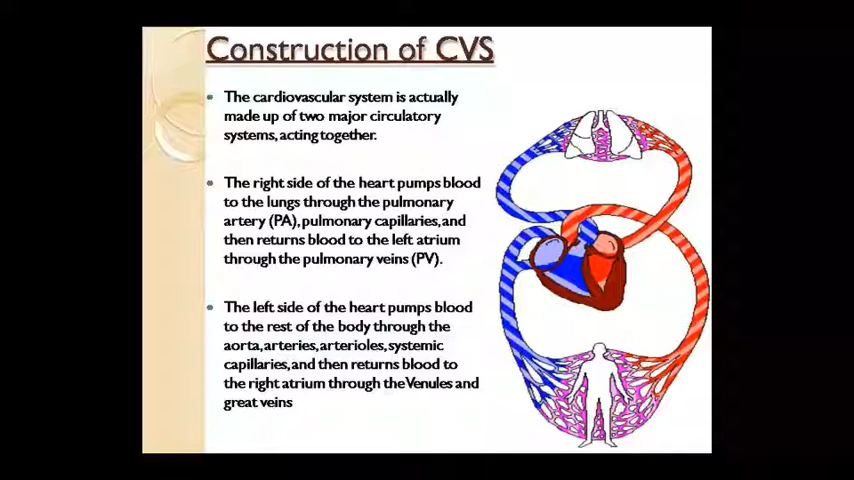 Construction of CVS
The cardiovascular system is actually
made up of two major circulatory
systems, acting together.
The right side of the heart pumps blood
to the lungs through the pulmonary
artery (PA), pulmonary capillaries, and
then returns blood to the left atrium
through the pulmonary veins (PV).
The left side of the heart pumps blood
to the rest of the body through the
aorta, arteries, arterioles, systemic
capillaries, and then returns blood to
the right atrium through the Venules and
great veins